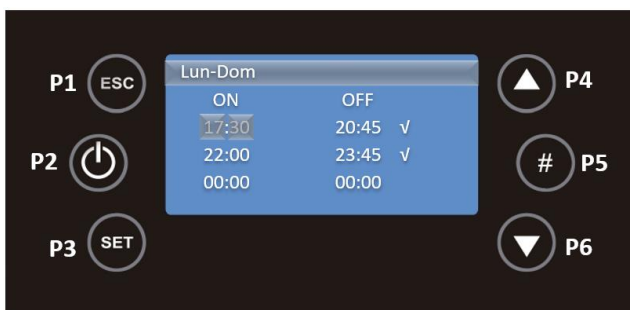 P1 ESC
P2
P3 SET
Lun-Dom
ON OFF
17:30 20:45 √
22:00 23:45 √
00:00 00:00
P4
# P5
P6